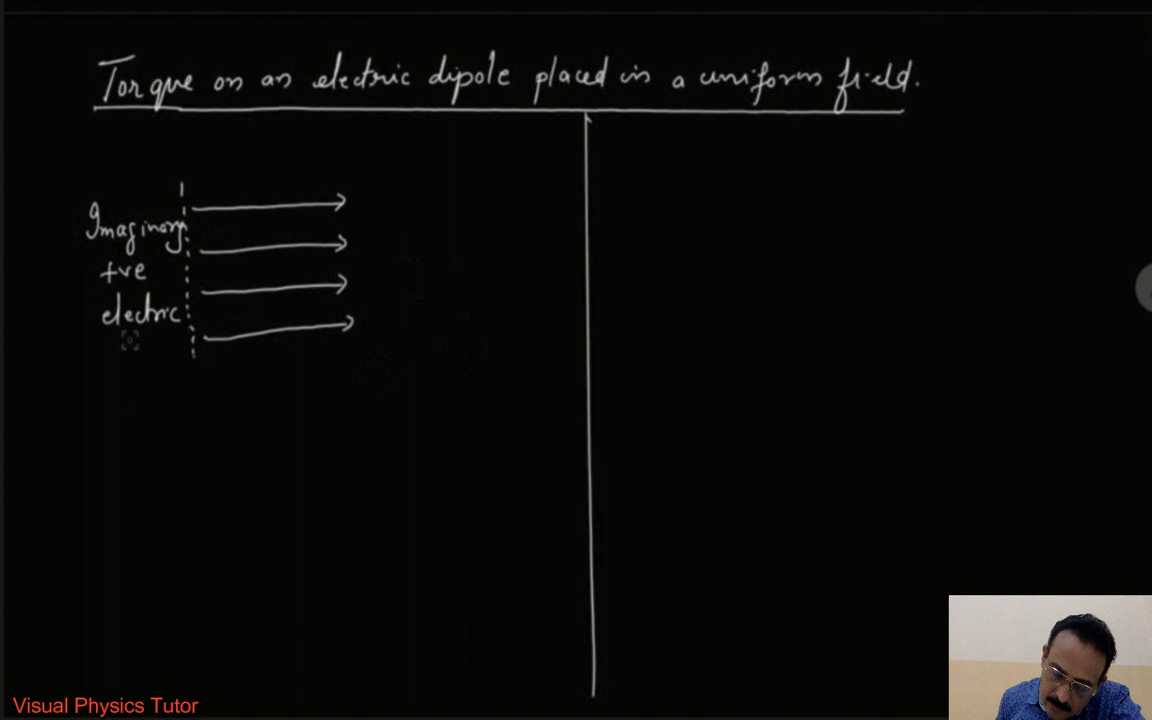 Torque on an electric dipole placed in a uniform field.
Imaginary
+ve
electric
Visual Physics Tutor